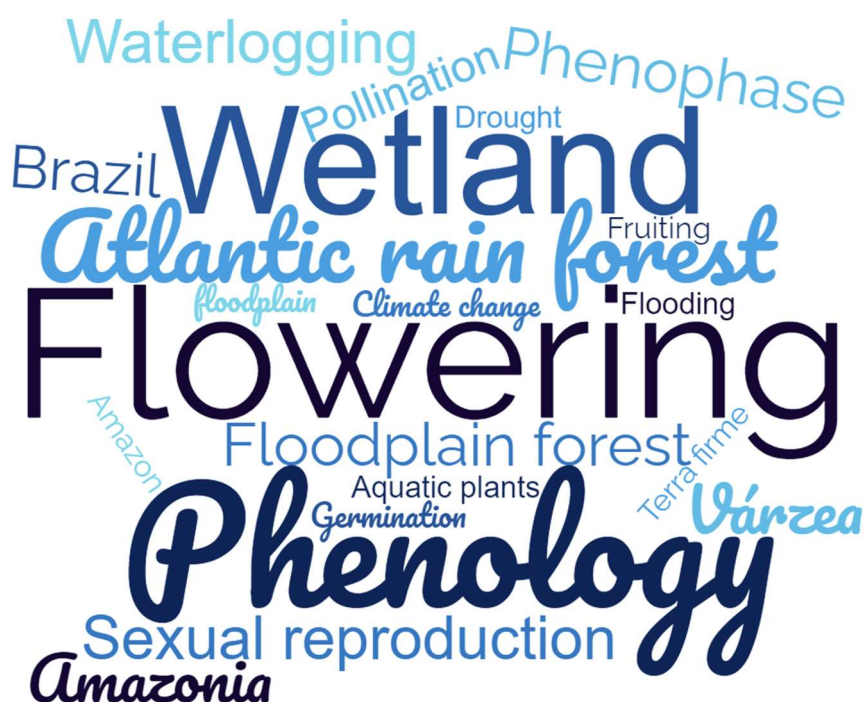 Waterlogging
Phenophase
Pollination
Drought
Wetland
Brazil
Atlantic rain forest
Fruiting
floodplain
Climate change
Flooding
Flowering
Amazon
Floodplain forest
Terra firme
Aquatic plants
Várzea
Germination
Phenology
Sexual reproduction
Amazonia